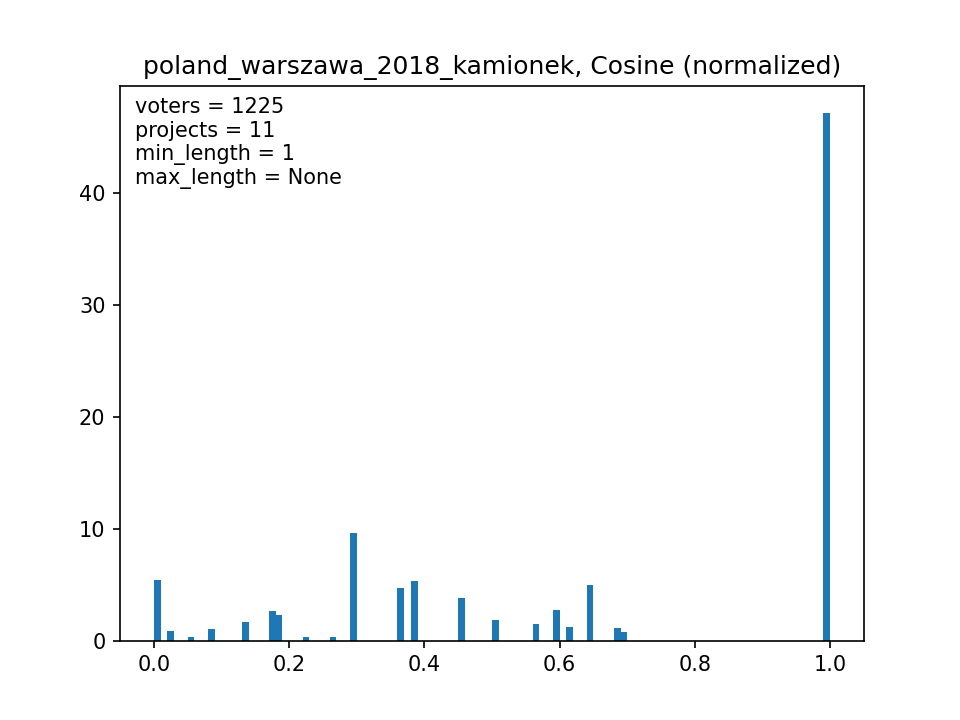 poland_warszawa_2018_kamionek, Cosine (normalized)
voters = 1225
projects = 11
min_length = 1
max_length = None
40
30
20
10
0
0.0 0.2 0.4 0.6 0.8 1.0